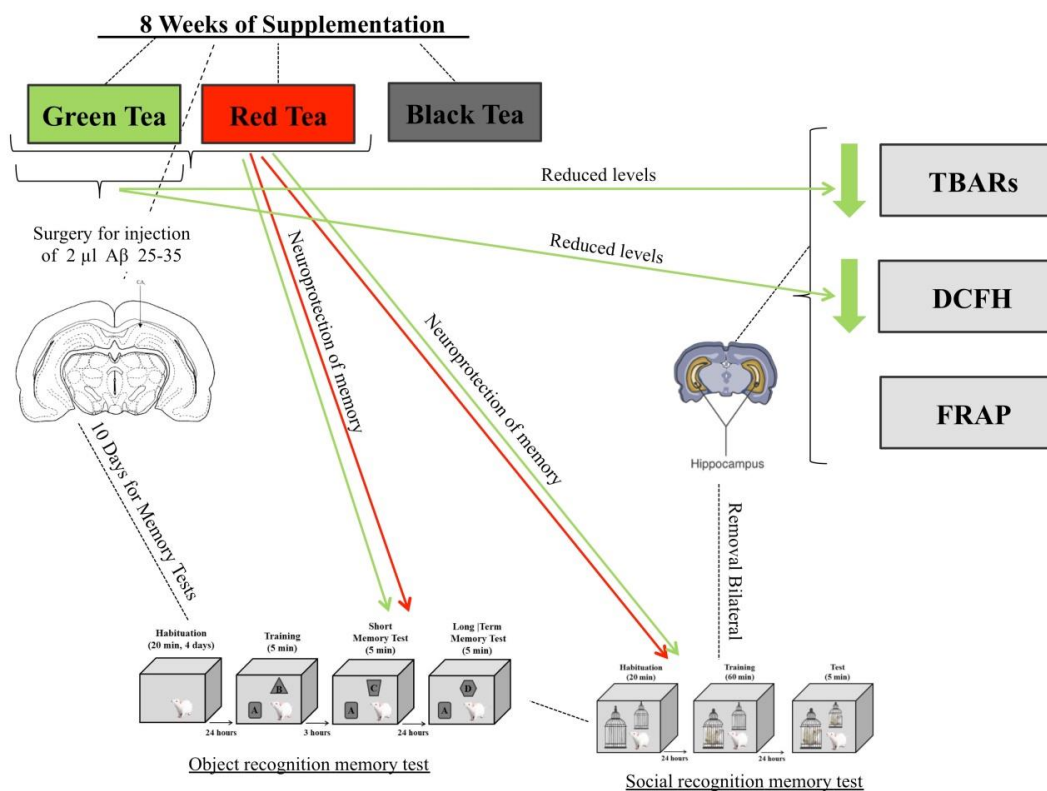 8 Weeks of Supplementation
Green Tea
Red Tea
Black Tea
Reduced levels
TBARs
Surgery for injection
of 2 µl Aβ 25-35
Reduced levels
DCFH
CA₁
Neuroprotection of memory
Neuroprotection of memory
FRAP
Hippocampus
10 Days for Memory Tests
Removal Bilateral
Habituation
(20 min, 4 days)
Training
(5 min)
Short
Memory Test
(5 min)
Long |Term
Memory Test
(5 min)
B
A
C
A
D
A
24 hours
3 hours
24 hours
Object recognition memory test
Habituation
(20 min)
Training
(60 min)
Test
(5 min)
24 hours
24 hours
Social recognition memory test